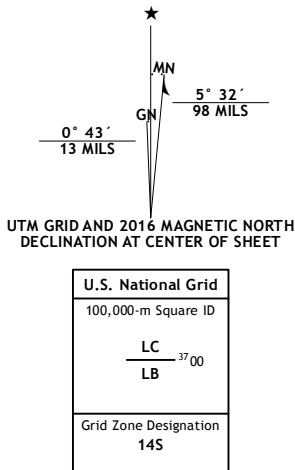 ★
MN
5° 32´
98 MILS
GN
0° 43´
13 MILS
UTM GRID AND 2016 MAGNETIC NORTH
DECLINATION AT CENTER OF SHEET
U.S. National Grid
100,000-m Square ID
LC
3700
LB
Grid Zone Designation
14S